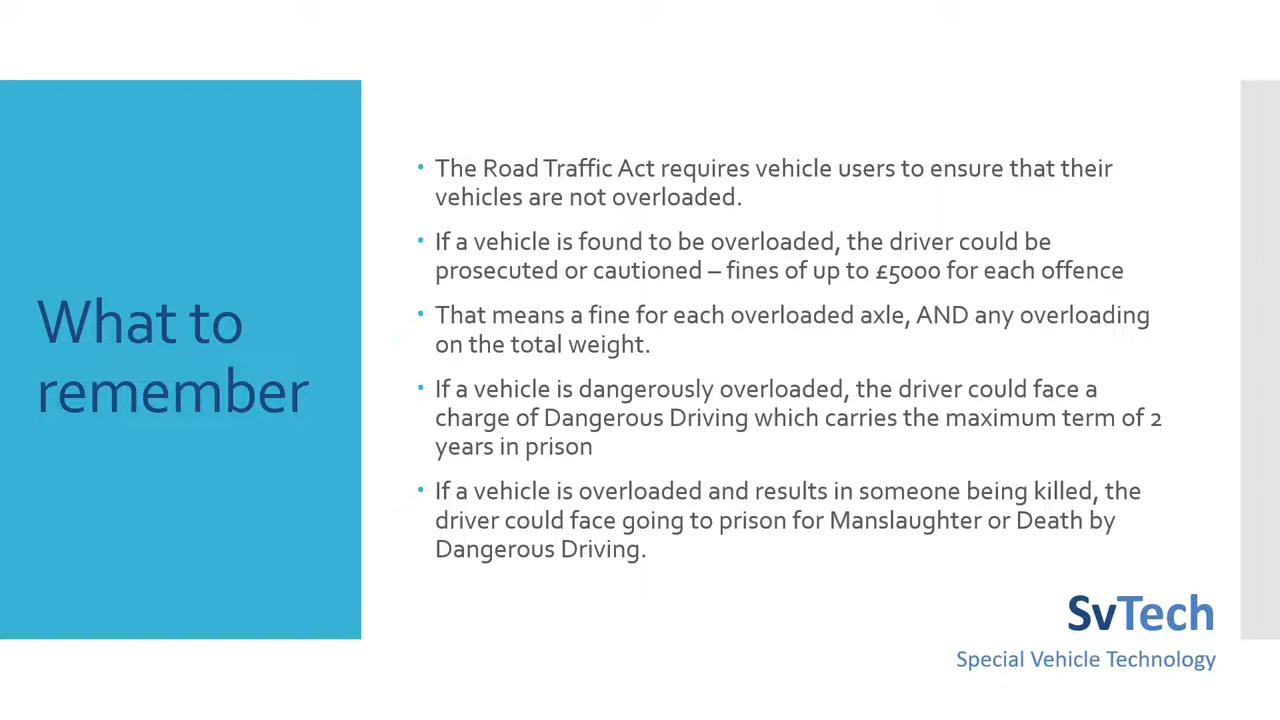 What to
remember
• The Road Traffic Act requires vehicle users to ensure that their
vehicles are not overloaded.
• If a vehicle is found to be overloaded, the driver could be
prosecuted or cautioned – fines of up to £5000 for each offence
• That means a fine for each overloaded axle, AND any overloading
on the total weight.
• If a vehicle is dangerously overloaded, the driver could face a
charge of Dangerous Driving which carries the maximum term of 2
years in prison
• If a vehicle is overloaded and results in someone being killed, the
driver could face going to prison for Manslaughter or Death by
Dangerous Driving.
SvTech
Special Vehicle Technology